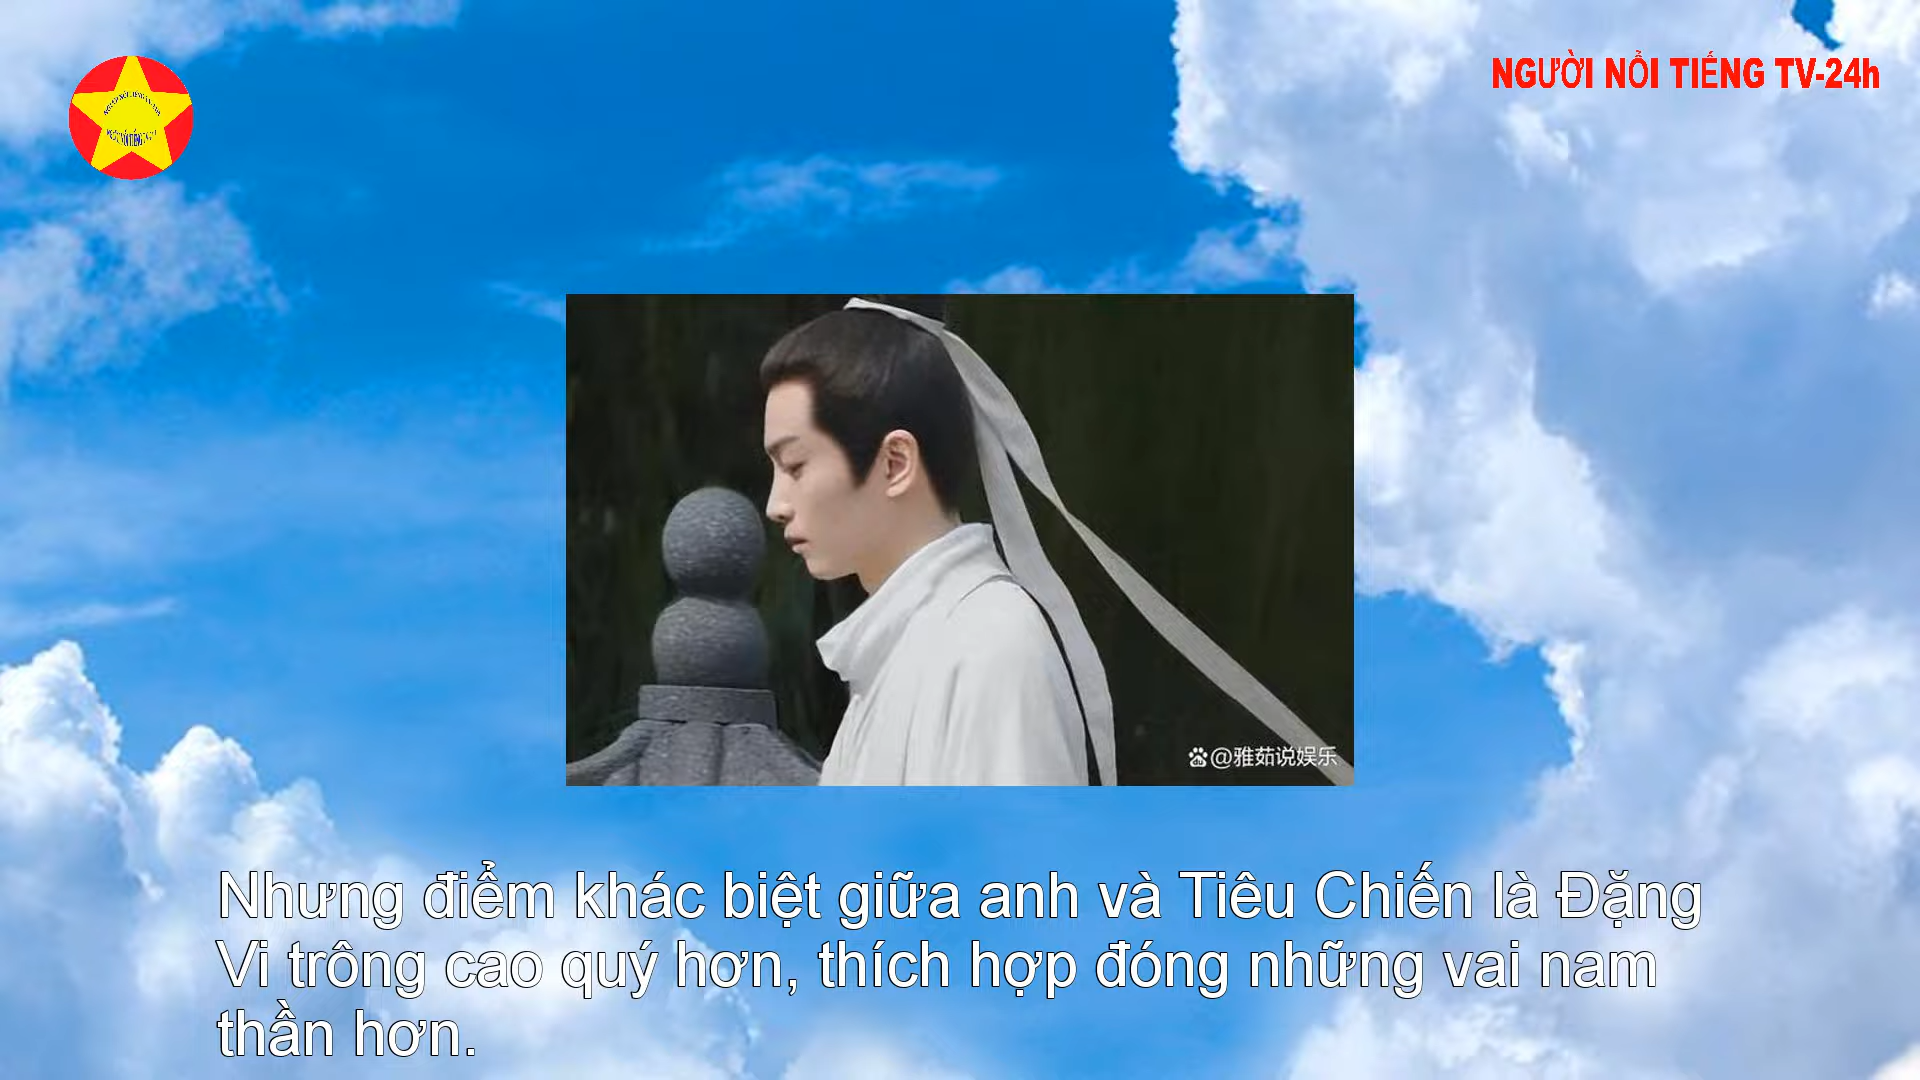 NGƯỜI NỔI TIẾNG TV-24h
@雅茹说娱乐
Nhưng điểm khác biệt giữa anh và Tiêu Chiến là Đặng
Vi trông cao quý hơn, thích hợp đóng những vai nam
thần hơn.